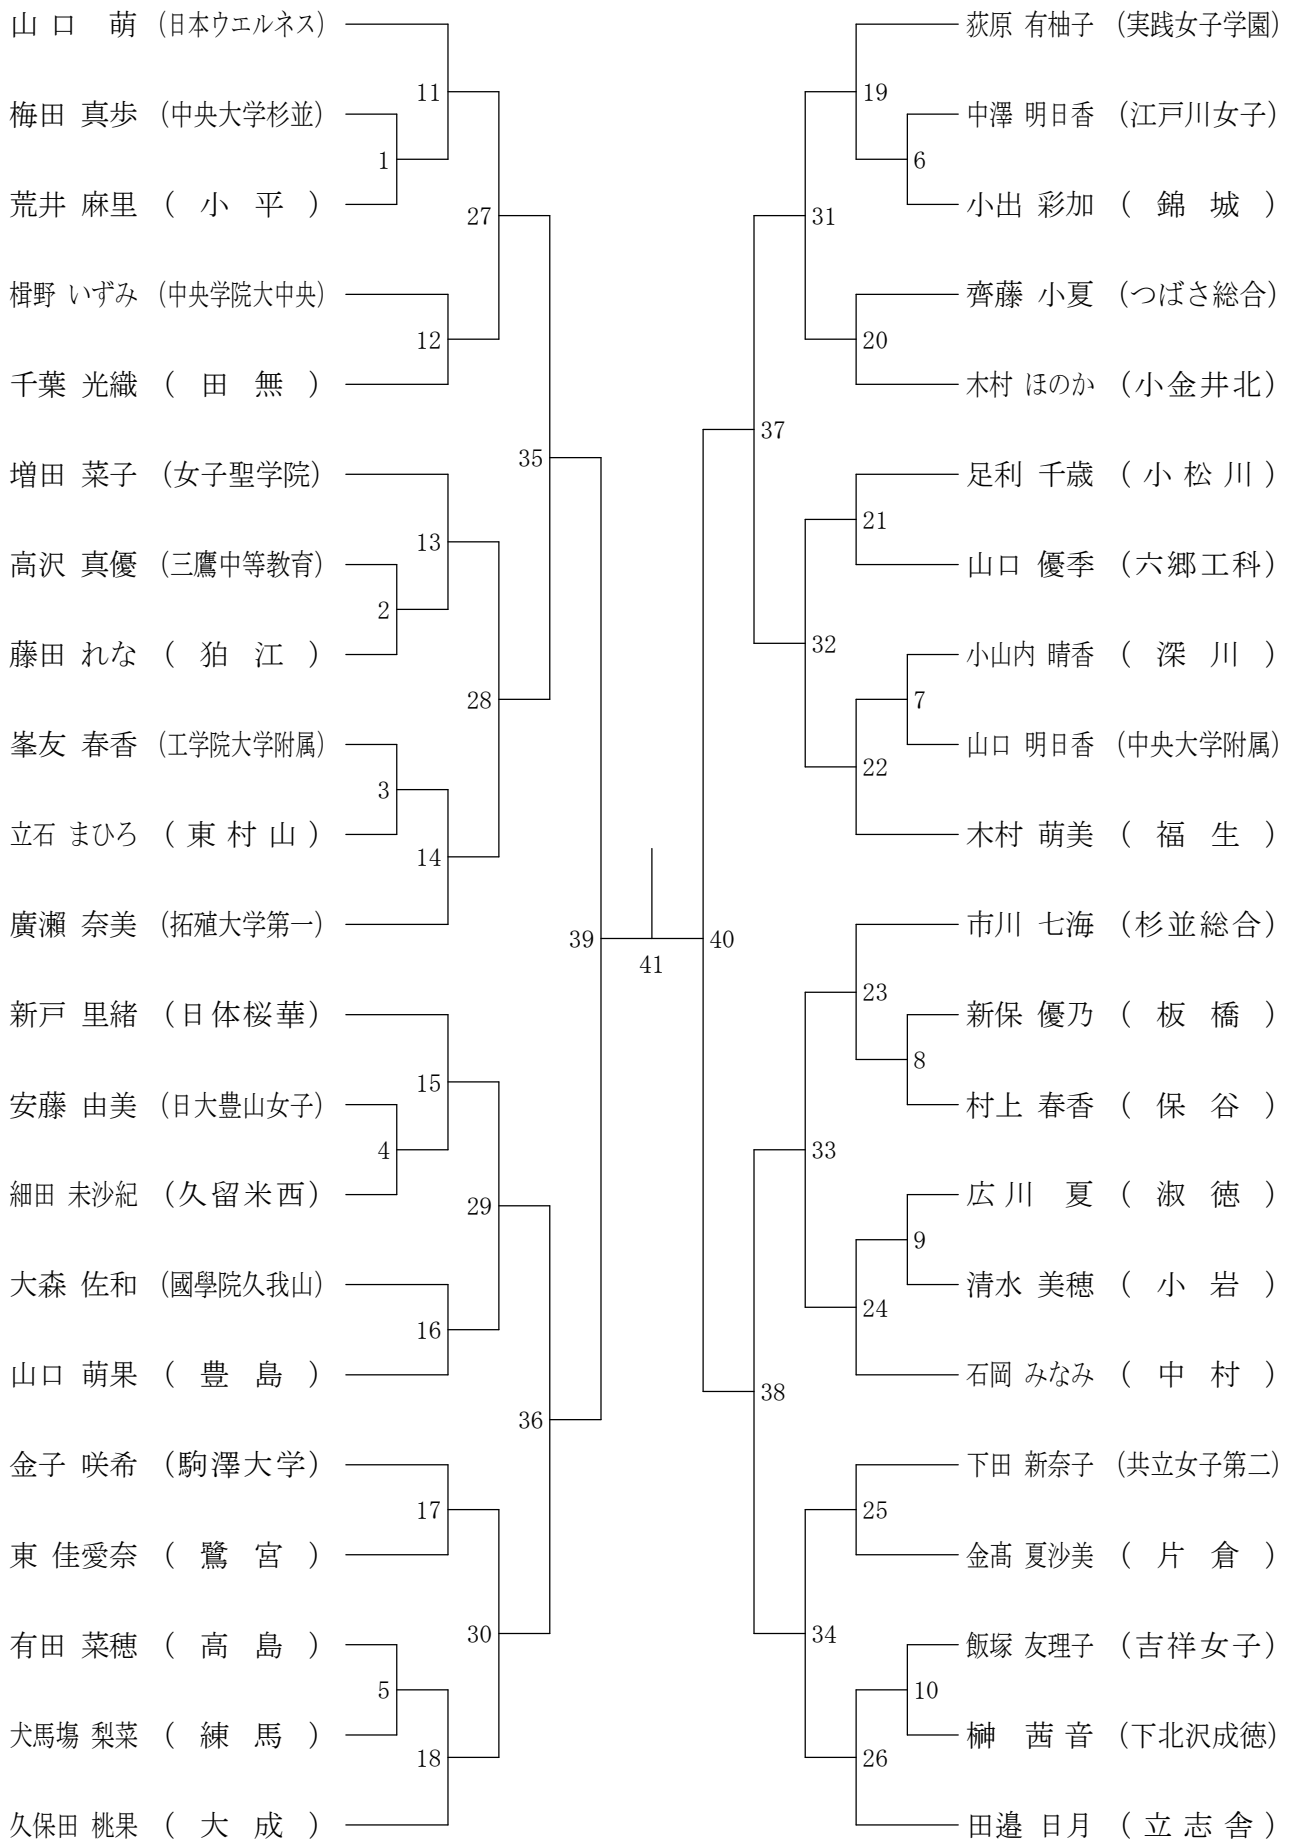 山口 萌 (日本ウエルネス)
梅田 真歩 (中央大学杉並)
荒井 麻里 (小平)
楫野 いずみ (中央学院大中央)
千葉 光織 (田無)
増田 菜子 (女子聖学院)
高沢 真優 (三鷹中等教育)
藤田 れな (狛江)
峯友 春香 (工学院大学附属)
立石 まひろ (東村山)
廣瀬 奈美 (拓殖大学第一)
新戸 里緒 (日体桜華)
安藤 由美 (日大豊山女子)
細田 未沙紀 (久留米西)
大森 佐和 (國學院久我山)
山口 萌果 (豊島)
金子 咲希 (駒澤大学)
東 佳愛奈 (鷺宮)
有田 菜穂 (高島)
犬馬塲 梨菜 (練馬)
久保田 桃果 (大成)
1
2
3
4
5
11
12
13
14
15
16
17
18
27
28
29
30
35
36
39
41
40
37
38
31
32
33
34
19
20
21
22
23
24
25
26
6
7
8
9
10
荻原 有柚子 (実践女子学園)
中澤 明日香 (江戸川女子)
小出 彩加 (錦城)
齊藤 小夏 (つばさ総合)
木村 ほのか (小金井北)
足利 千歳 (小松川)
山口 優季 (六郷工科)
小山内 晴香 (深川)
山口 明日香 (中央大学附属)
木村 萌美 (福生)
市川 七海 (杉並総合)
新保 優乃 (板橋)
村上 春香 (保谷)
広川 夏 (淑徳)
清水 美穂 (小岩)
石岡 みなみ (中村)
下田 新奈子 (共立女子第二)
金髙 夏沙美 (片倉)
飯塚 友理子 (吉祥女子)
榊 茜音 (下北沢成徳)
田邉 日月 (立志舎)